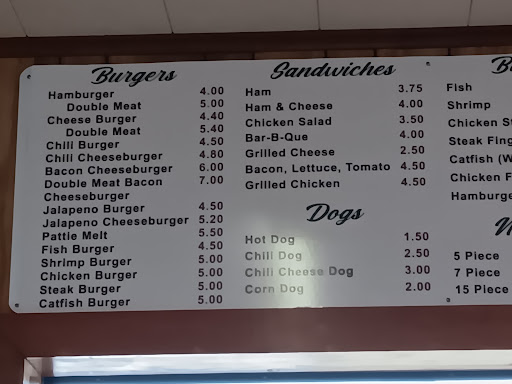 Burgers
Hamburger 4.00
Double Meat 5.00
Cheese Burger 4.40
Double Meat 5.40
Chili Burger 4.50
Chili Cheeseburger 4.80
Bacon Cheeseburger 6.00
Double Meat Bacon 7.00
Cheeseburger
Jalapeno Burger 4.50
Jalapeno Cheeseburger 5.20
Pattie Melt 5.50
Fish Burger 4.50
Shrimp Burger 5.00
Chicken Burger 5.00
Steak Burger 5.00
Catfish Burger 5.00
Sandwiches
Ham 3.75
Ham & Cheese 4.00
Chicken Salad 3.50
Bar-B-Que 4.00
Grilled Cheese 2.50
Bacon, Lettuce, Tomato 4.50
Grilled Chicken 4.50
Dogs
Hot Dog 1.50
Chili Dog 2.50
Chili Cheese Dog 3.00
Corn Dog 2.00
Fish
Shrimp
Chicken
Steak
Catfish
Chicken
Hamburge
5 Piece
7 Piece
15 Piece